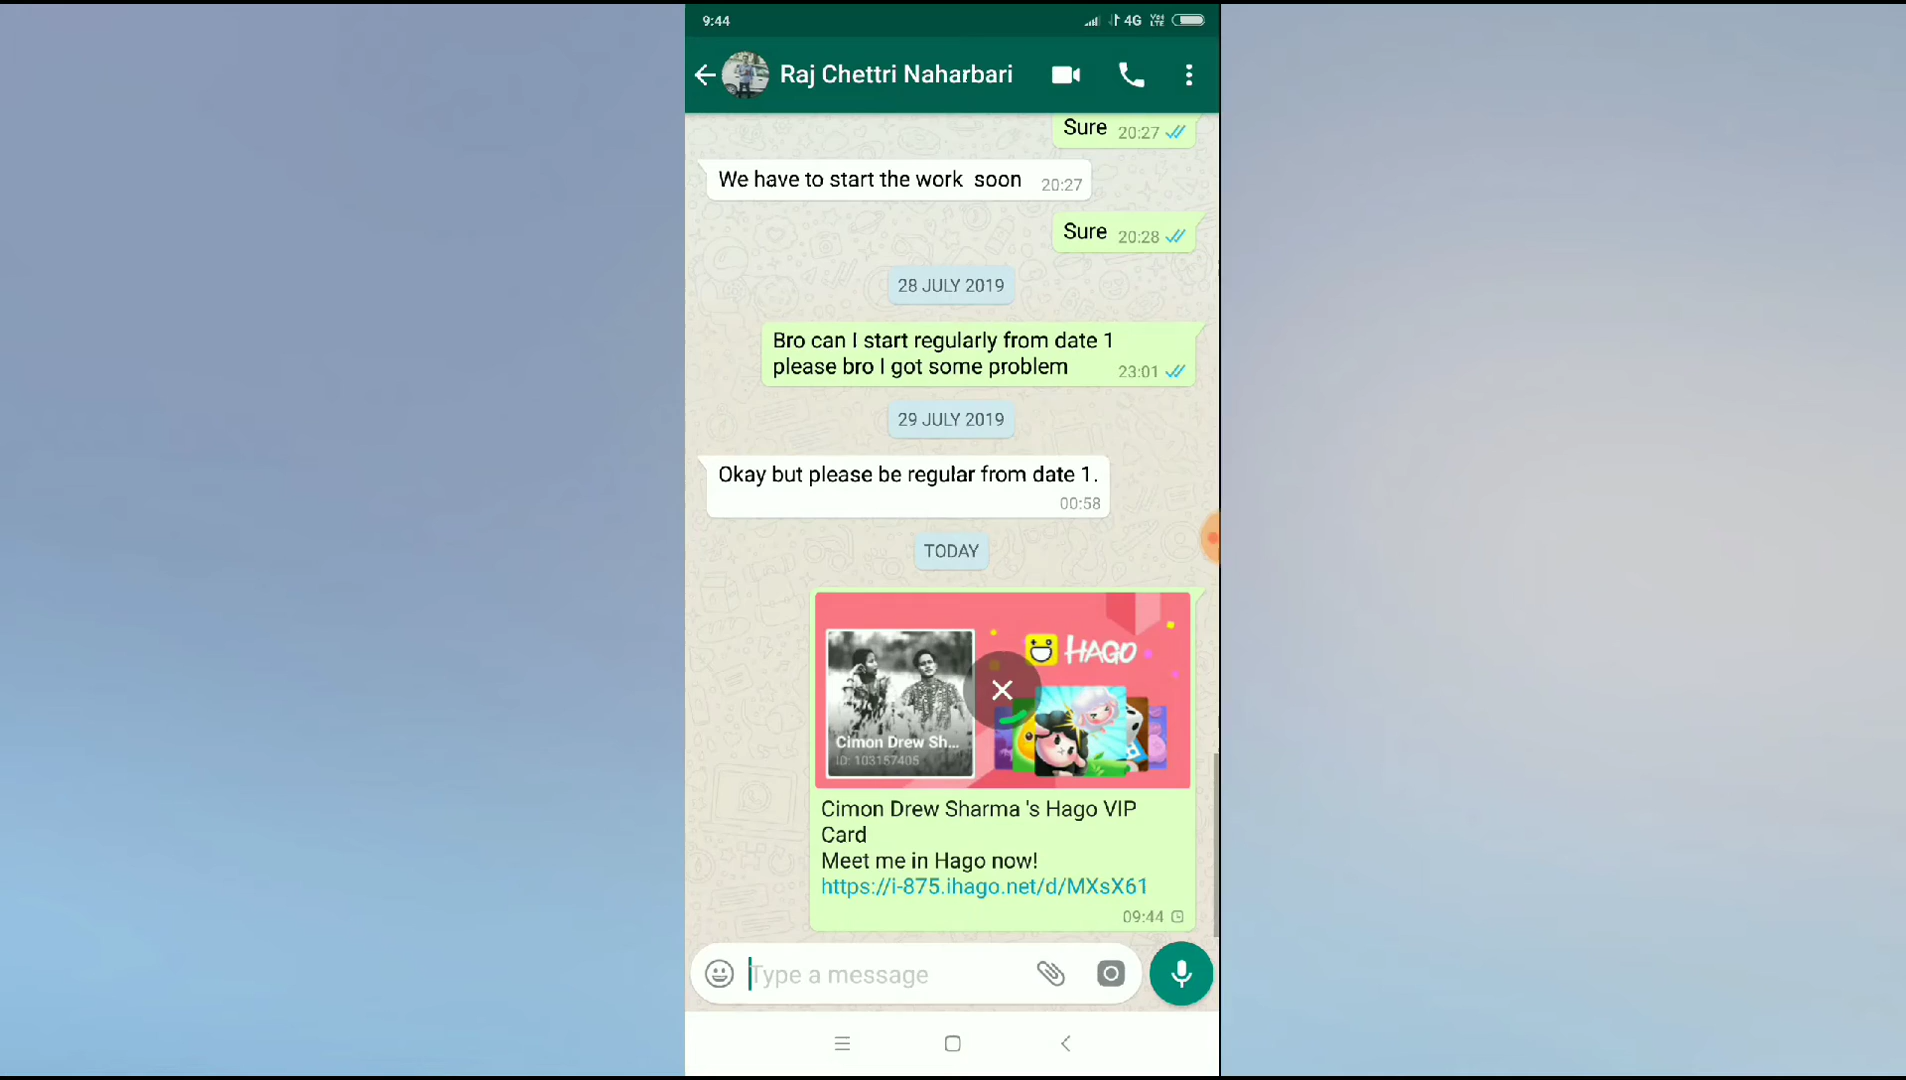 9:44
4G
Raj Chettri Naharbari
Sure 20:27
We have to start the work  soon 20:27
Sure 20:28
28 JULY 2019
Bro can I start regularly from date 1
please bro I got some problem 23:01
29 JULY 2019
Okay but please be regular from date 1.
00:58
TODAY
HAGO
Cimon Drew Sh...
ID: 103157405
Cimon Drew Sharma 's Hago VIP
Card
Meet me in Hago now!
https://i-875.ihago.net/d/MXsX61
09:44
Type a message